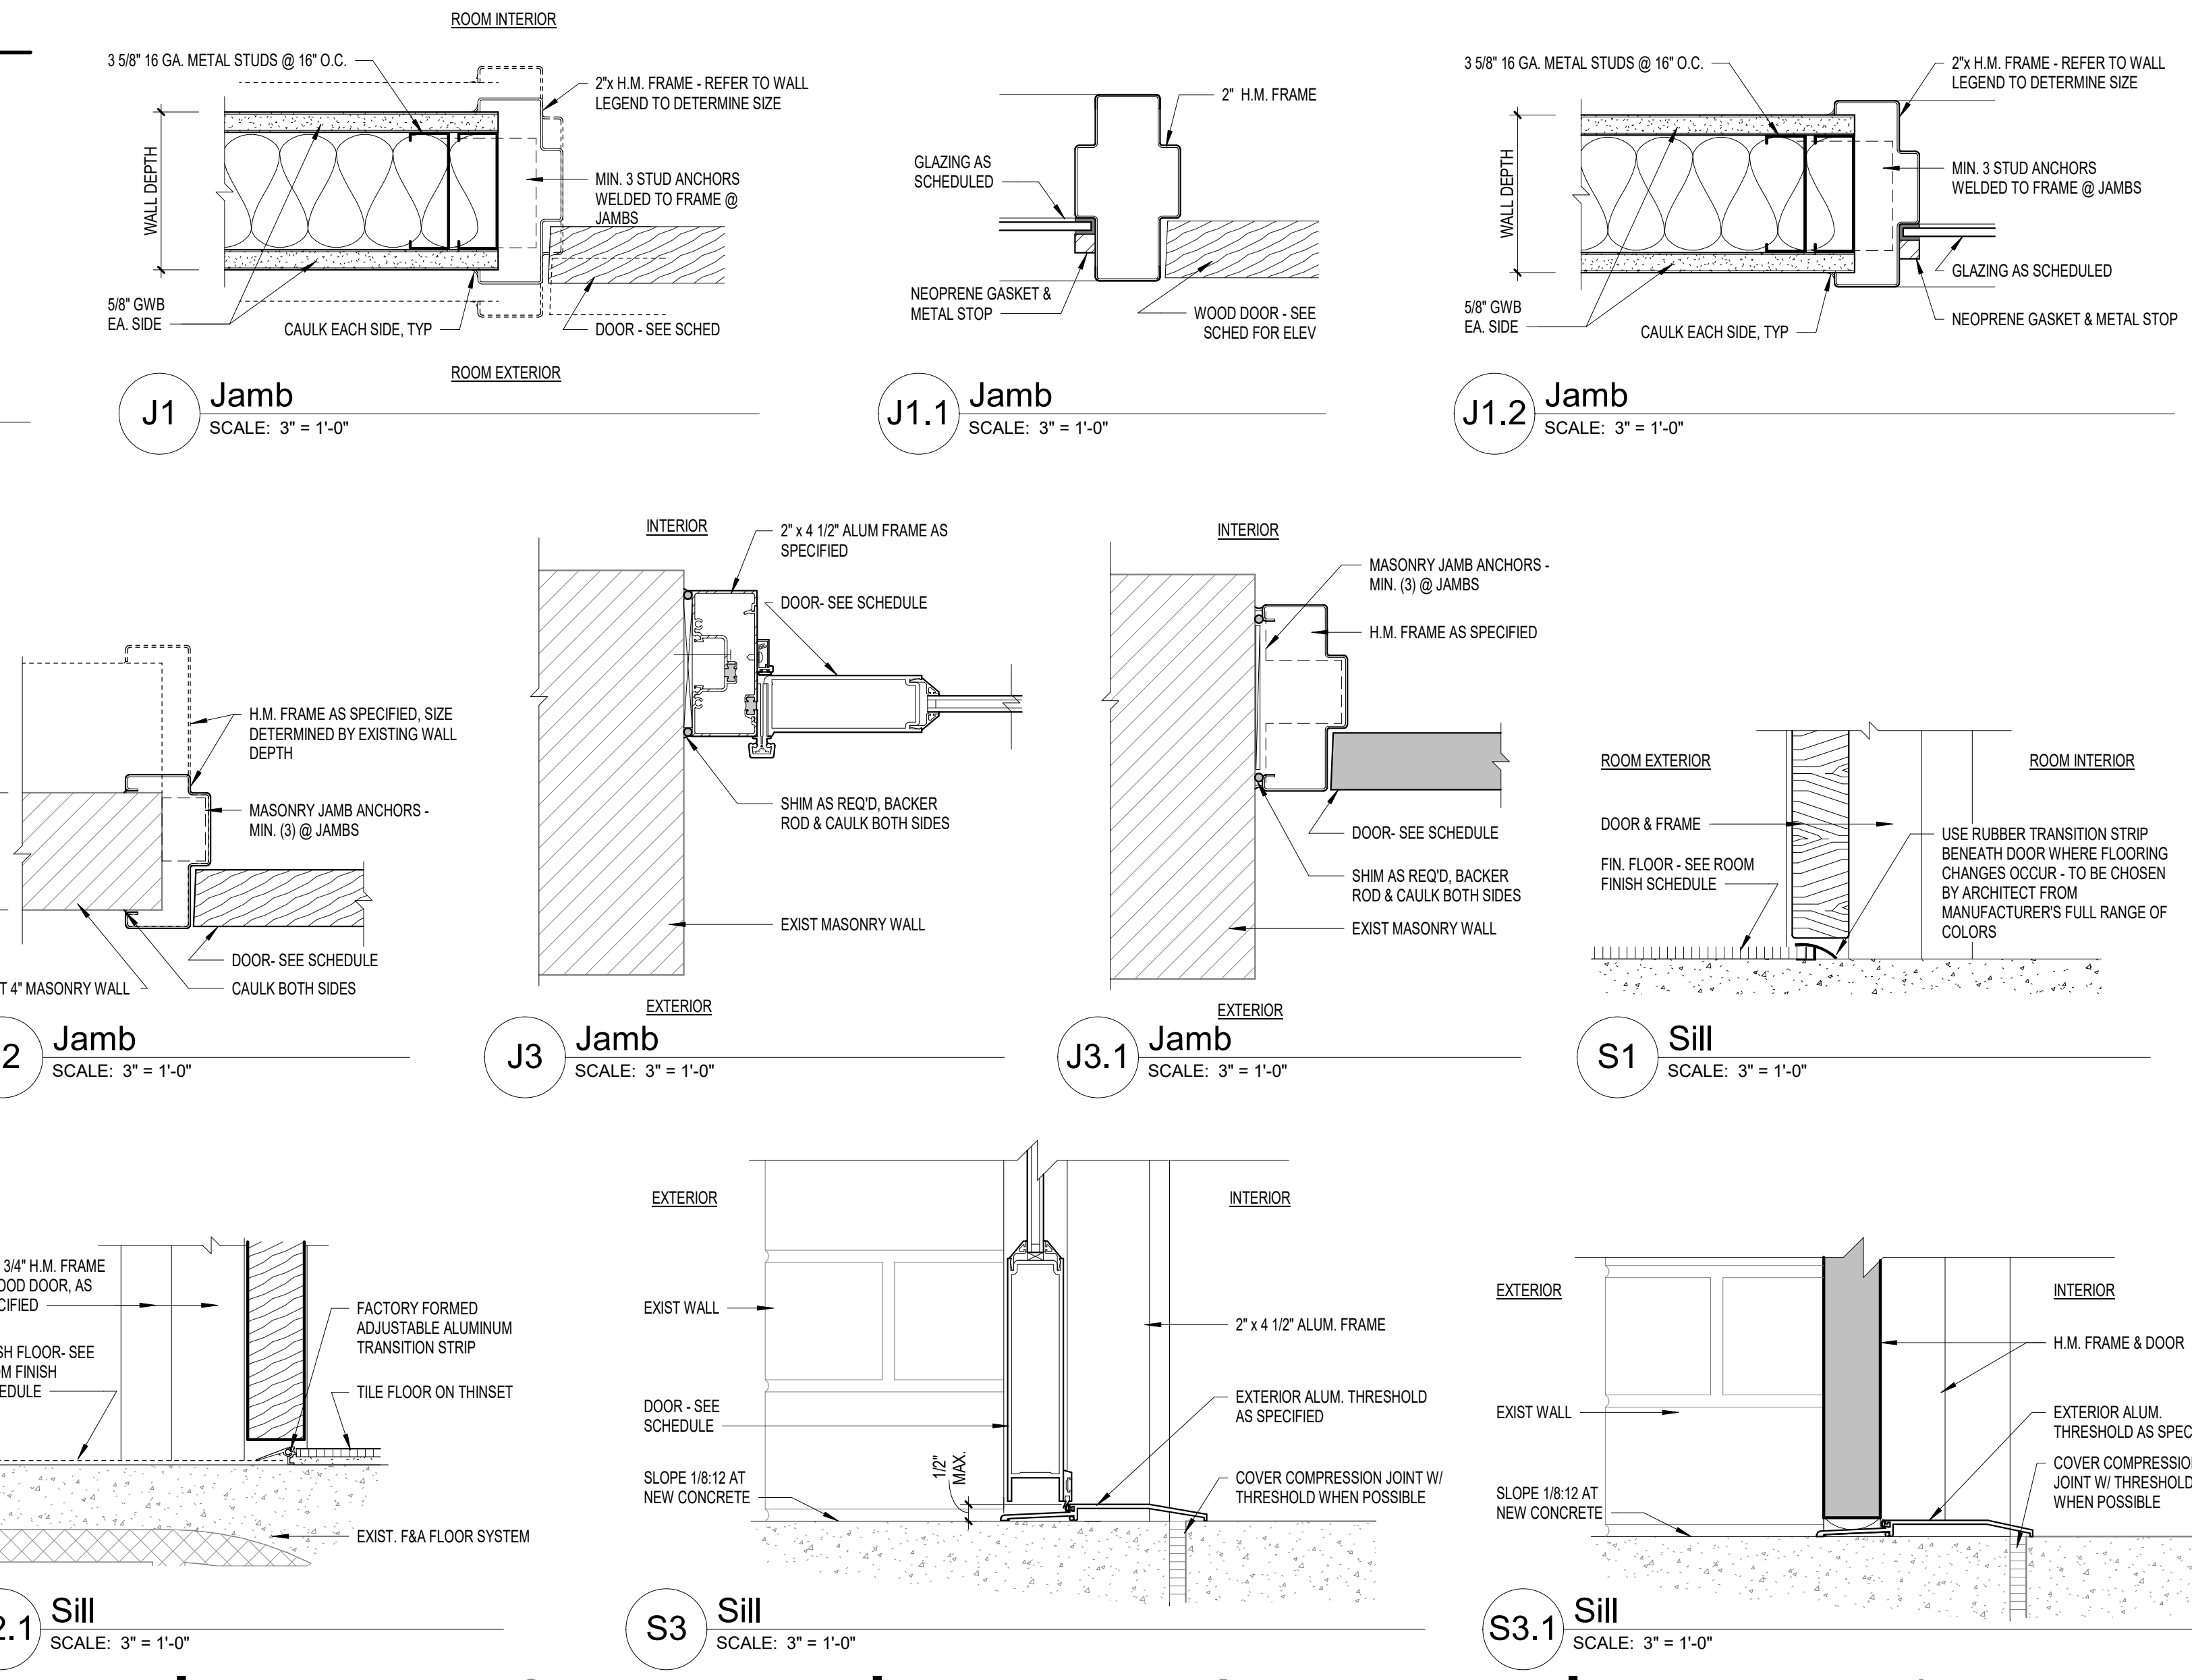 ROOM INTERIOR
3 5/8" 16 GA. METAL STUDS @ 16" O.C.
2"x H.M. FRAME - REFER TO WALL
LEGEND TO DETERMINE SIZE
WALL DEPTH
MIN. 3 STUD ANCHORS
WELDED TO FRAME @
JAMBS
5/8" GWB
EA. SIDE
CAULK EACH SIDE, TYP
DOOR - SEE SCHED
ROOM EXTERIOR
J1
Jamb
SCALE: 3" = 1'-0"
2" H.M. FRAME
GLAZING AS
SCHEDULED
NEOPRENE GASKET &
METAL STOP
WOOD DOOR - SEE
SCHED FOR ELEV
J1.1
Jamb
SCALE: 3" = 1'-0"
3 5/8" 16 GA. METAL STUDS @ 16" O.C.
2"x H.M. FRAME - REFER TO WALL
LEGEND TO DETERMINE SIZE
WALL DEPTH
MIN. 3 STUD ANCHORS
WELDED TO FRAME @ JAMBS
GLAZING AS SCHEDULED
5/8" GWB
EA. SIDE
CAULK EACH SIDE, TYP
NEOPRENE GASKET & METAL STOP
J1.2
Jamb
SCALE: 3" = 1'-0"
H.M. FRAME AS SPECIFIED, SIZE
DETERMINED BY EXISTING WALL
DEPTH
MASONRY JAMB ANCHORS -
MIN. (3) @ JAMBS
DOOR- SEE SCHEDULE
T 4" MASONRY WALL
CAULK BOTH SIDES
2
Jamb
SCALE: 3" = 1'-0"
INTERIOR
2" x 4 1/2" ALUM FRAME AS
SPECIFIED
DOOR- SEE SCHEDULE
SHIM AS REQ'D, BACKER
ROD & CAULK BOTH SIDES
EXIST MASONRY WALL
EXTERIOR
J3
Jamb
SCALE: 3" = 1'-0"
INTERIOR
MASONRY JAMB ANCHORS -
MIN. (3) @ JAMBS
H.M. FRAME AS SPECIFIED
DOOR- SEE SCHEDULE
SHIM AS REQ'D, BACKER
ROD & CAULK BOTH SIDES
EXIST MASONRY WALL
EXTERIOR
J3.1
Jamb
SCALE: 3" = 1'-0"
ROOM EXTERIOR
ROOM INTERIOR
DOOR & FRAME
FIN. FLOOR - SEE ROOM
FINISH SCHEDULE
USE RUBBER TRANSITION STRIP
BENEATH DOOR WHERE FLOORING
CHANGES OCCUR - TO BE CHOSEN
BY ARCHITECT FROM
MANUFACTURER'S FULL RANGE OF
COLORS
S1
Sill
SCALE: 3" = 1'-0"
3/4" H.M. FRAME
OOD DOOR, AS
CIFIED
SH FLOOR- SEE
OM FINISH
EDULE
FACTORY FORMED
ADJUSTABLE ALUMINUM
TRANSITION STRIP
TILE FLOOR ON THINSET
EXIST. F&A FLOOR SYSTEM
2.1
Sill
SCALE: 3" = 1'-0"
EXTERIOR
INTERIOR
EXIST WALL
2" x 4 1/2" ALUM. FRAME
DOOR - SEE
SCHEDULE
EXTERIOR ALUM. THRESHOLD
AS SPECIFIED
1/2"
MAX.
SLOPE 1/8:12 AT
NEW CONCRETE
COVER COMPRESSION JOINT W/
THRESHOLD WHEN POSSIBLE
S3
Sill
SCALE: 3" = 1'-0"
EXTERIOR
INTERIOR
H.M. FRAME & DOOR
EXIST WALL
EXTERIOR ALUM.
THRESHOLD AS SPEC
SLOPE 1/8:12 AT
NEW CONCRETE
COVER COMPRESSION
JOINT W/ THRESHOLD
WHEN POSSIBLE
S3.1
Sill
SCALE: 3" = 1'-0"